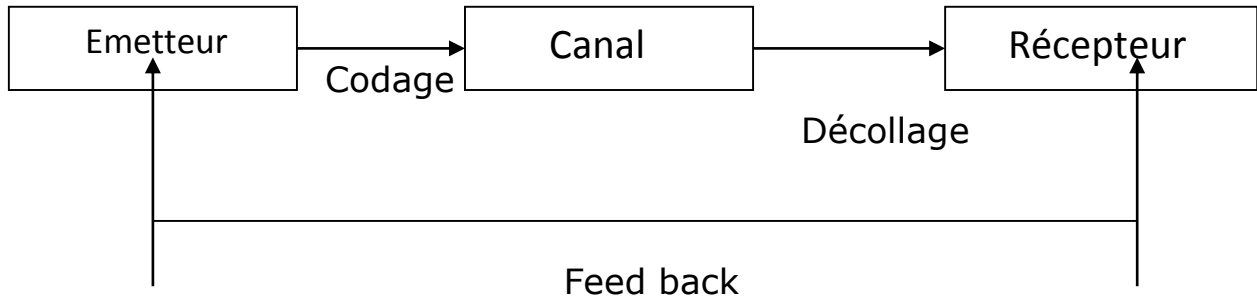 Emetteur
Canal
Récepteur
Codage
Décollage
Feed back